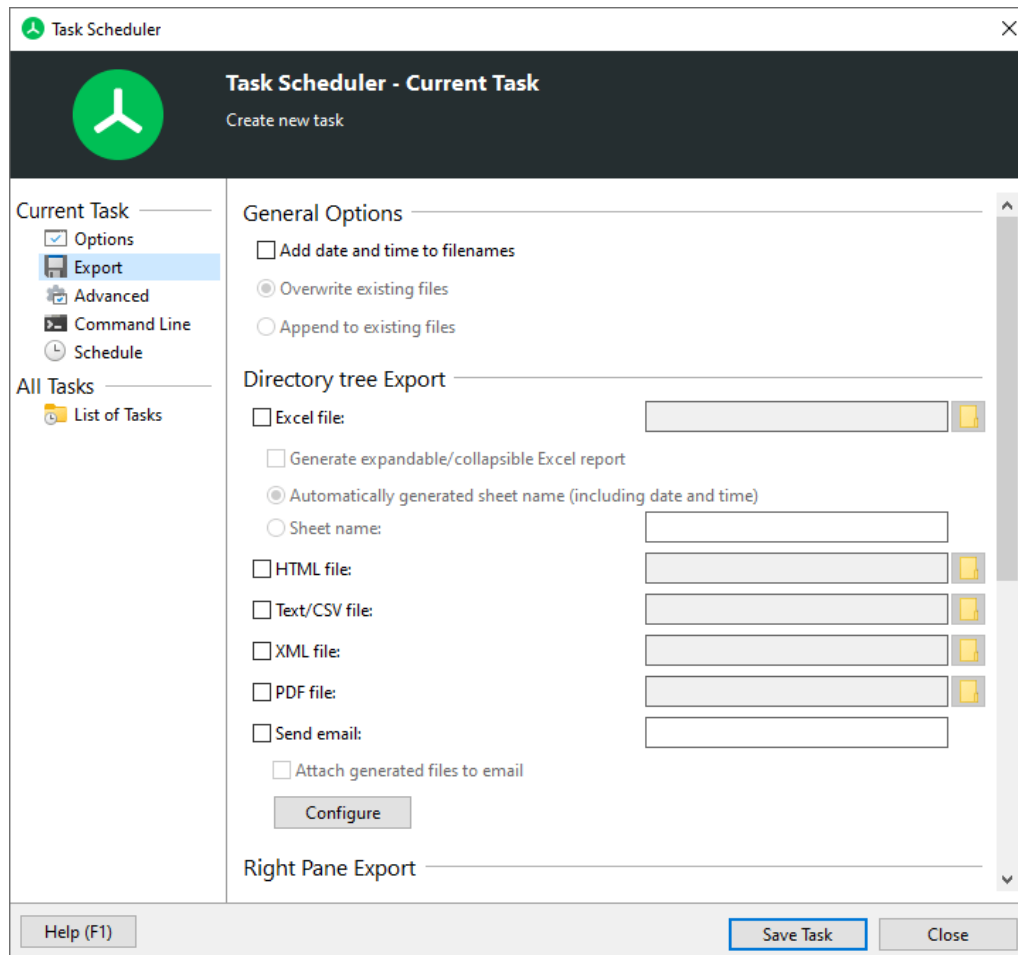 Task Scheduler
Task Scheduler - Current Task
Create new task
Current Task
Options
Export
Advanced
Command Line
Schedule
All Tasks
List of Tasks
General Options
Add date and time to filenames
Overwrite existing files
Append to existing files
Directory tree Export
Excel file:
Generate expandable/collapsible Excel report
Automatically generated sheet name (including date and time)
Sheet name:
HTML file:
Text/CSV file:
XML file:
PDF file:
Send email:
Attach generated files to email
Configure
Right Pane Export
Help (F1)
Save Task
Close